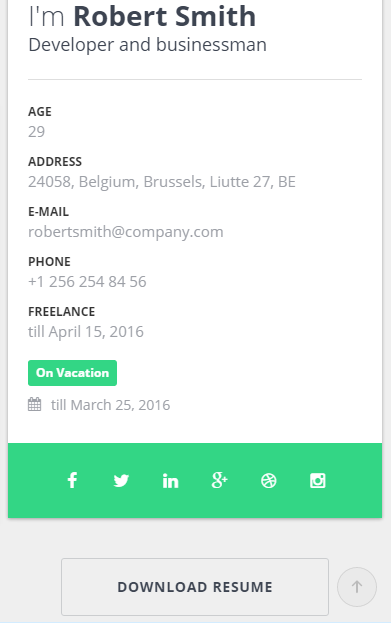 I'm Robert Smith
Developer and businessman
AGE
29
ADDRESS
24058, Belgium, Brussels, Liutte 27, BE
E-MAIL
robertsmith@company.com
PHONE
+1 256 254 84 56
FREELANCE
till April 15, 2016
On Vacation
till March 25, 2016
DOWNLOAD RESUME